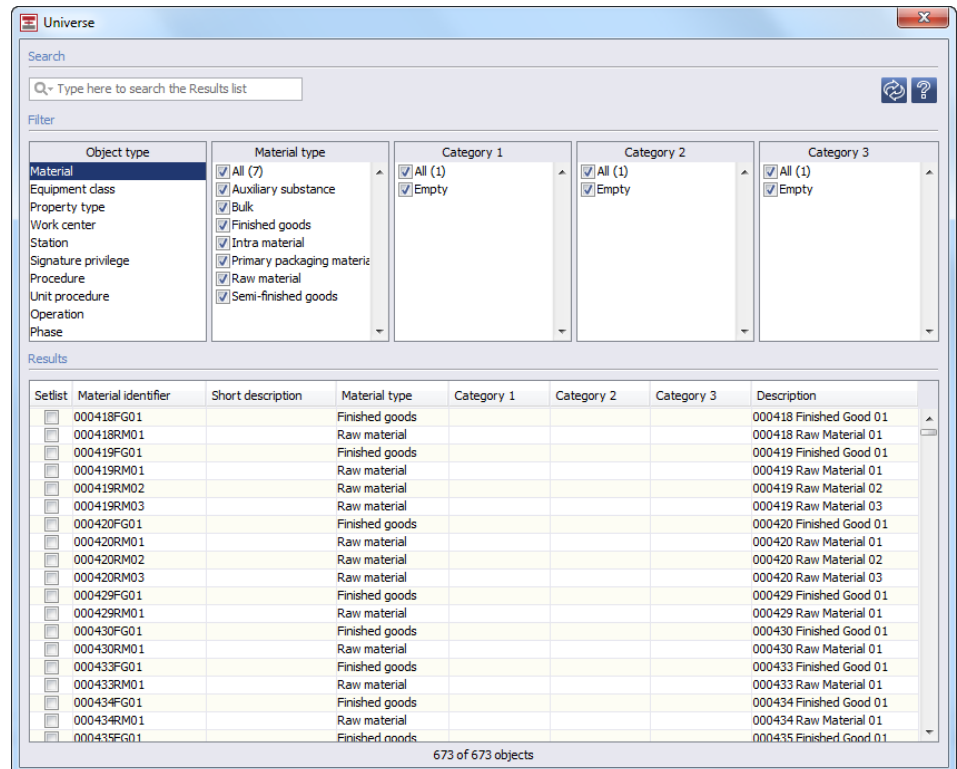 Universe
Search
Type here to search the Results list
Filter
Object type Material type Category 1 Category 2 Category 3
Material All (7) All (1) All (1) All (1)
Equipment class Auxiliary substance Empty Empty Empty
Property type Bulk
Work center Finished goods
Station Intra material
Signature privilege Primary packaging materia
Procedure Raw material
Unit procedure Semi-finished goods
Operation
Phase
Results
Setlist Material identifier Short description Material type Category 1 Category 2 Category 3 Description
000418FG01 Finished goods 000418 Finished Good 01
000418RM01 Raw material 000418 Raw Material 01
000419FG01 Finished goods 000419 Finished Good 01
000419RM01 Raw material 000419 Raw Material 01
000419RM02 Raw material 000419 Raw Material 02
000419RM03 Raw material 000419 Raw Material 03
000420FG01 Finished goods 000420 Finished Good 01
000420RM01 Raw material 000420 Raw Material 01
000420RM02 Raw material 000420 Raw Material 02
000420RM03 Raw material 000420 Raw Material 03
000429FG01 Finished goods 000429 Finished Good 01
000429RM01 Raw material 000429 Raw Material 01
000430FG01 Finished goods 000430 Finished Good 01
000430RM01 Raw material 000430 Raw Material 01
000433FG01 Finished goods 000433 Finished Good 01
000433RM01 Raw material 000433 Raw Material 01
000434FG01 Finished goods 000434 Finished Good 01
000434RM01 Raw material 000434 Raw Material 01
000435FG01 Finished goods 000435 Finished Good 01
673 of 673 objects